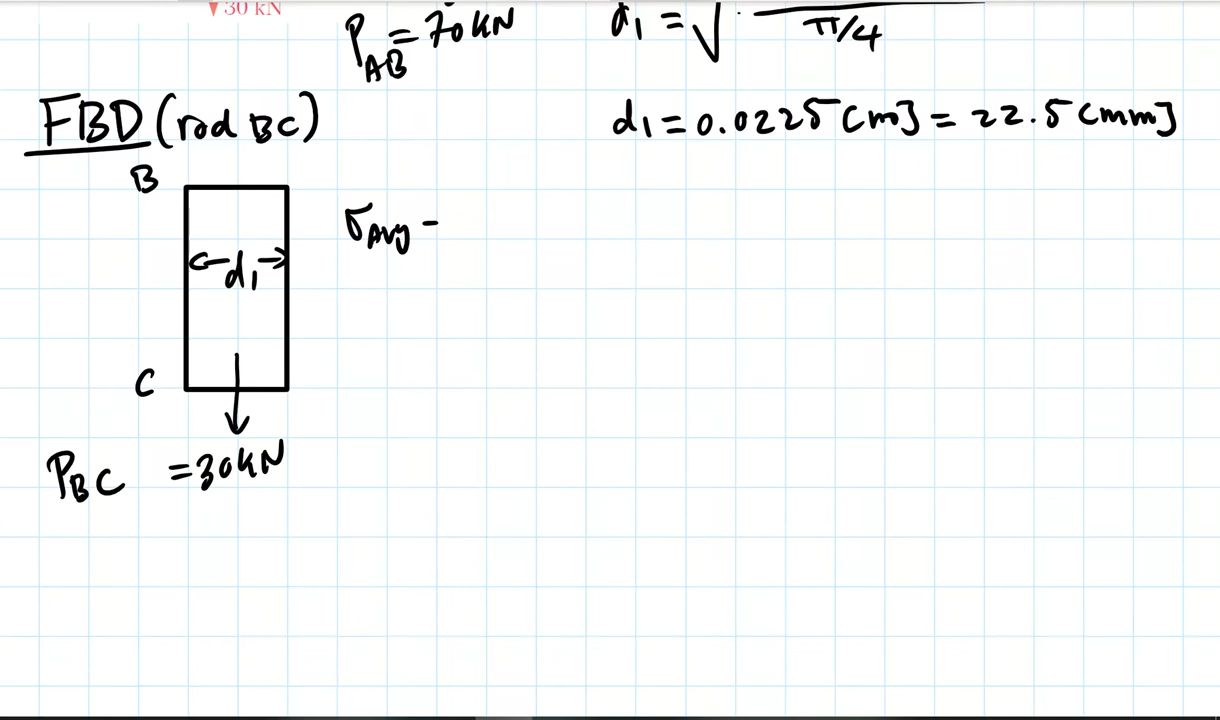 30 kN
P_AB = 70 kN
d1 = √ π/4
FBD (rod BC)
d1 = 0.0225 [m] = 22.5 [mm]
B
σAvg -
d1
C
P_BC = 30 kN